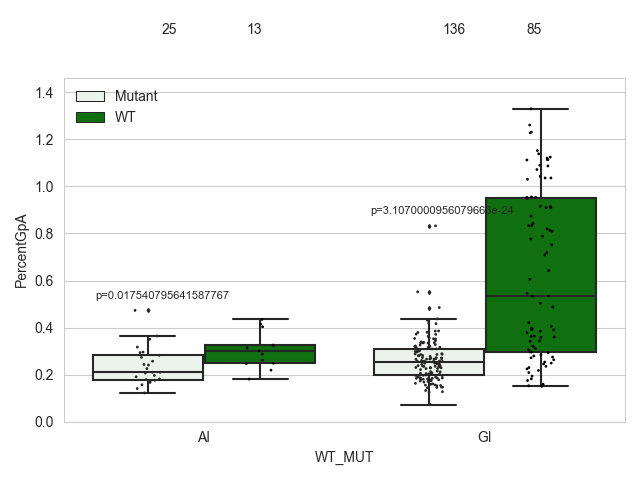 25 13 136 85
1.4
Mutant
WT
1.2
1.0
p=3.1070000956079663e-24
0.8
PercentGpA
0.6
p=0.017540795641587767
0.4
0.2
0.0
AI GI
WT_MUT